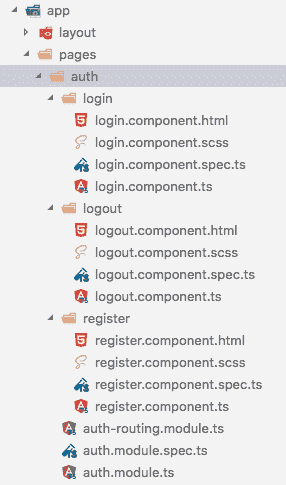 app
layout
pages
auth
login
login.component.html
login.component.scss
login.component.spec.ts
login.component.ts
logout
logout.component.html
logout.component.scss
logout.component.spec.ts
logout.component.ts
register
register.component.html
register.component.scss
register.component.spec.ts
register.component.ts
auth-routing.module.ts
auth.module.spec.ts
auth.module.ts